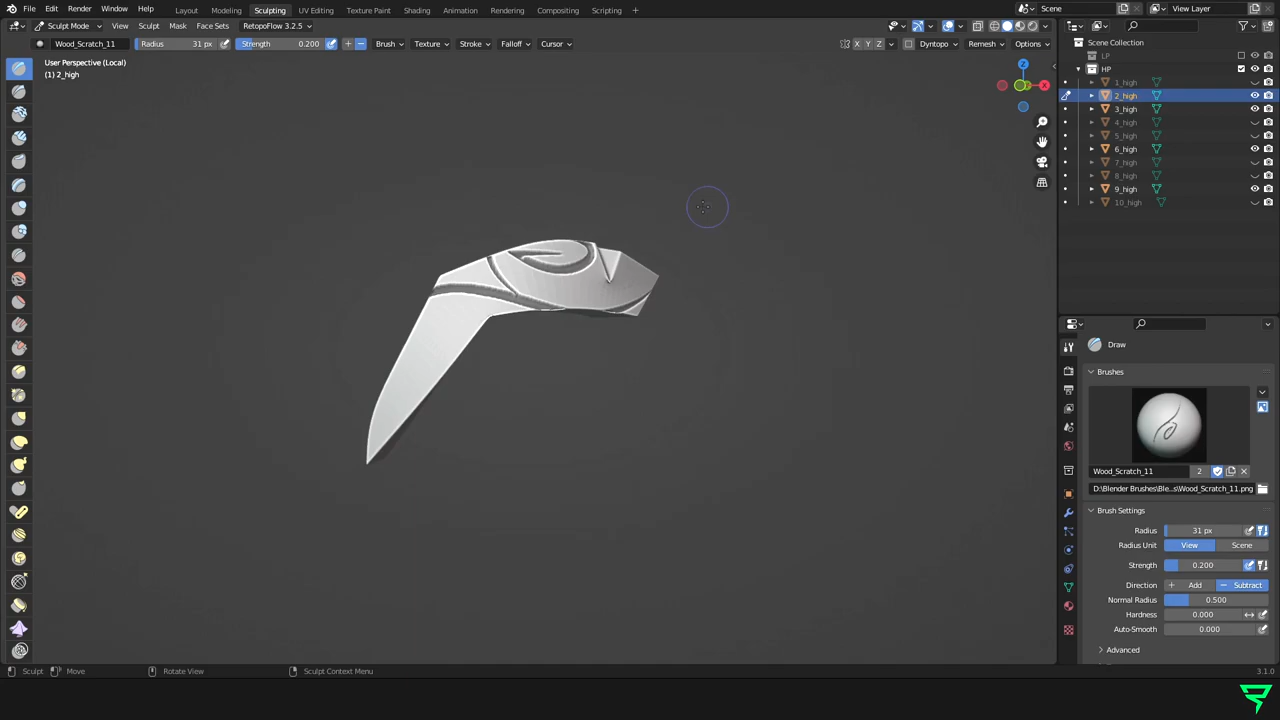 File Edit Render Window Help Layout Modeling Sculpting UV Editing Texture Paint Shading Animation Rendering Compositing Scripting + Scene View Layer
Sculpt Mode View Sculpt Mask Face Sets RetopoFlow 3.2.5
Wood_Scratch_11 Radius 31 px Strength 0.200 + − Brush Texture Stroke Falloff Cursor X Y Z Dyntopo Remesh Options
User Perspective (Local)
(1) 2_high
Scene Collection
LP
HP
1_high
2_high
3_high
4_high
5_high
6_high
7_high
8_high
9_high
10_high
Z
X
Draw
Brushes
Wood_Scratch_11 2
D:\Blender Brushes\Ble...s\Wood_Scratch_11.png
Brush Settings
Radius 31 px
Radius Unit View Scene
Strength 0.200
Direction + Add − Subtract
Normal Radius 0.500
Hardness 0.000
Auto-Smooth 0.000
Advanced
Sculpt Move Rotate View Sculpt Context Menu 3.1.0